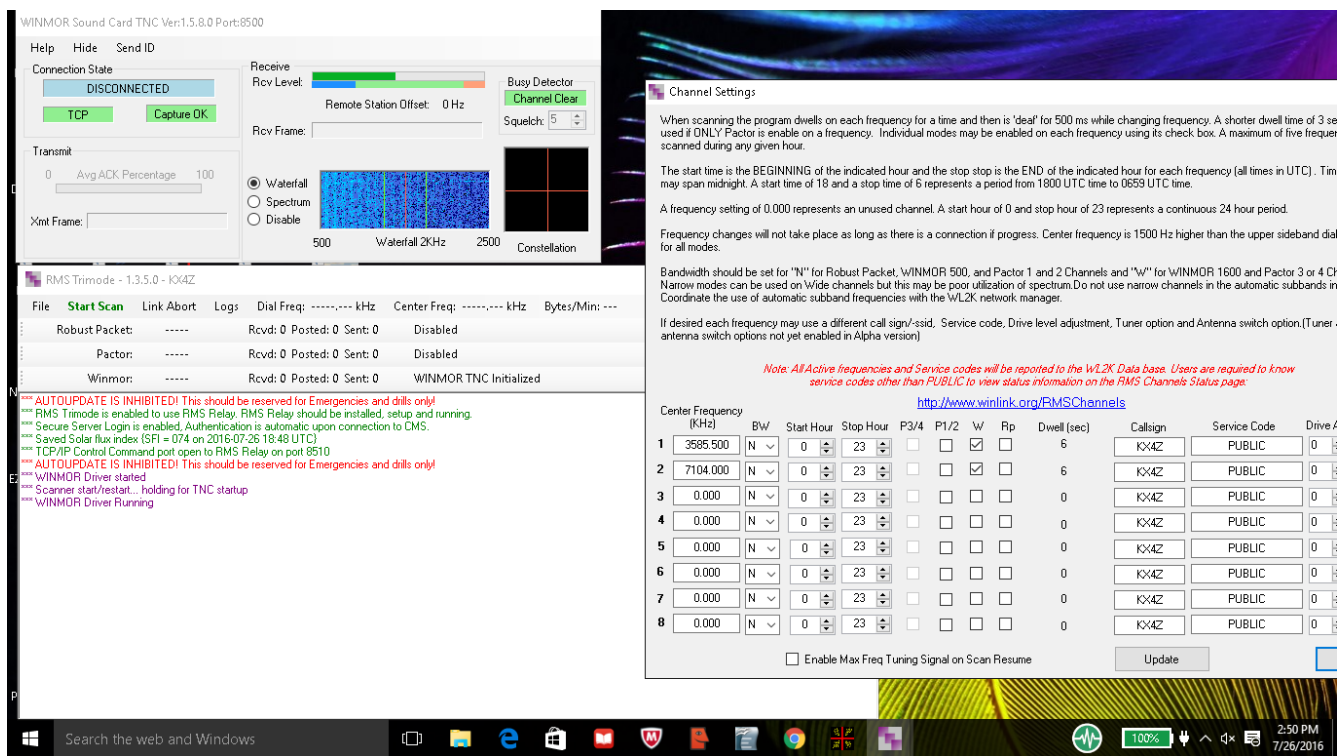 WINMOR Sound Card TNC Ver:1.5.8.0 Port:8500
Help Hide Send ID
Connection State
DISCONNECTED
TCP Capture OK
Transmit
0 Avg ACK Percentage 100
Xmt Frame:
Receive
Rcv Level:
Remote Station Offset: 0 Hz
Rcv Frame:
Busy Detector
Channel Clear
Squelch: 5
Waterfall
Spectrum
Disable
500 Waterfall 2KHz 2500
Constellation
RMS Trimode - 1.3.5.0 - KX4Z
File Start Scan Link Abort Logs Dial Freq: -----.--- kHz Center Freq: -----.--- kHz Bytes/Min: ---
Robust Packet: ----- Rcvd: 0 Posted: 0 Sent: 0 Disabled
Pactor: ----- Rcvd: 0 Posted: 0 Sent: 0 Disabled
Winmor: ----- Rcvd: 0 Posted: 0 Sent: 0 WINMOR TNC Initialized
*** AUTOUPDATE IS INHIBITED! This should be reserved for Emergencies and drills only!
*** RMS Trimode is enabled to use RMS Relay. RMS Relay should be installed, setup and running.
*** Secure Server Login is enabled, Authentication is automatic upon connection to CMS.
*** Saved Solar flux index {SFI = 074 on 2016-07-26 18:48 UTC}
*** TCP/IP Control Command port open to RMS Relay on port 8510
*** AUTOUPDATE IS INHIBITED! This should be reserved for Emergencies and drills only!
*** WINMOR Driver started
*** Scanner start/restart... holding for TNC startup
*** WINMOR Driver Running
Channel Settings
When scanning the program dwells on each frequency for a time and then is 'deaf' for 500 ms while changing frequency. A shorter dwell time of 3 se
used if ONLY Pactor is enable on a frequency. Individual modes may be enabled on each frequency using its check box. A maximum of five frequen
scanned during any given hour.
The start time is the BEGINNING of the indicated hour and the stop stop is the END of the indicated hour for each frequency (all times in UTC) . Tim
may span midnight. A start time of 18 and a stop time of 6 represents a period from 1800 UTC time to 0659 UTC time.
A frequency setting of 0.000 represents an unused channel. A start hour of 0 and stop hour of 23 represents a continuous 24 hour period.
Frequency changes will not take place as long as there is a connection if progress. Center frequency is 1500 Hz higher than the upper sideband dial
for all modes.
Bandwidth should be set for "N" for Robust Packet, WINMOR 500, and Pactor 1 and 2 Channels and "W" for WINMOR 1600 and Pactor 3 or 4 Ch
Narrow modes can be used on Wide channels but this may be poor utilization of spectrum.Do not use narrow channels in the automatic subbands in
Coordinate the use of automatic subband frequencies with the WL2K network manager.
If desired each frequency may use a different call sign/-ssid, Service code, Drive level adjustment, Tuner option and Antenna switch option.(Tuner
antenna switch options not yet enabled in Alpha version)
Note: All Active frequencies and Service codes will be reported to the WL2K Data base. Users are required to know
service codes other than PUBLIC to view status information on the RMS Channels Status page:
http://www.winlink.org/RMSChannels
Center Frequency
(KHz) BW Start Hour Stop Hour P3/4 P1/2 W Rp Dwell (sec) Callsign Service Code Drive A
1 3585.500 N 0 23 6 KX4Z PUBLIC 0
2 7104.000 N 0 23 6 KX4Z PUBLIC 0
3 0.000 N 0 23 0 KX4Z PUBLIC 0
4 0.000 N 0 23 0 KX4Z PUBLIC 0
5 0.000 N 0 23 0 KX4Z PUBLIC 0
6 0.000 N 0 23 0 KX4Z PUBLIC 0
7 0.000 N 0 23 0 KX4Z PUBLIC 0
8 0.000 N 0 23 0 KX4Z PUBLIC 0
Enable Max Freq Tuning Signal on Scan Resume
Update
Search the web and Windows
100%
2:50 PM
7/26/2016